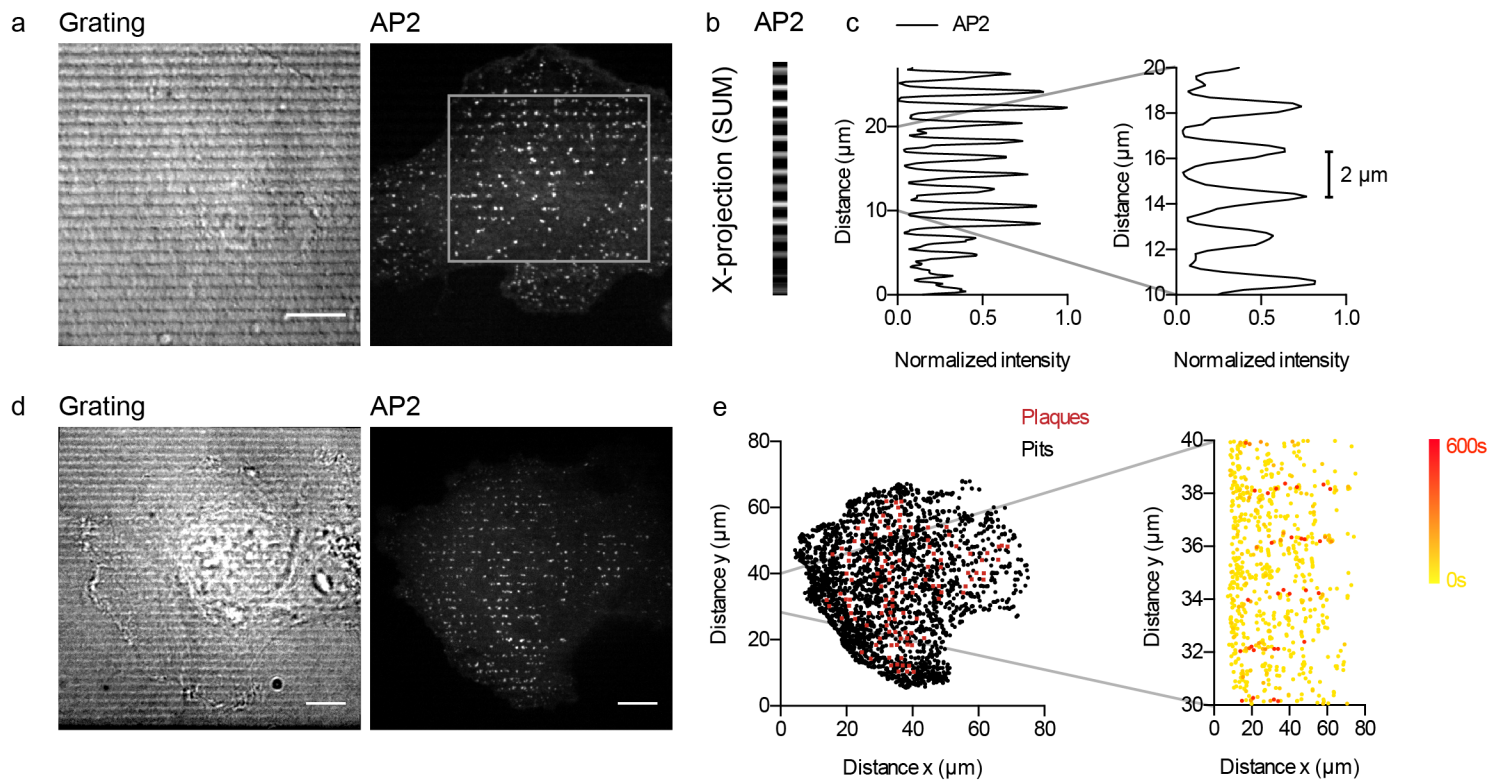 a Grating AP2
b AP2
X-projection (SUM)
c AP2
Distance (µm)
20
10
0
0.0 0.5 1.0
Normalized intensity
Distance (µm)
20
18
16
14
12
10
2 µm
0.0 0.5 1.0
Normalized intensity
d Grating AP2
e
Plaques
Pits
Distance y (µm)
80
60
40
20
0
0 20 40 60 80
Distance x (µm)
Distance y (µm)
40
38
36
34
32
30
0 20 40 60 80
Distance x (µm)
600s
0s